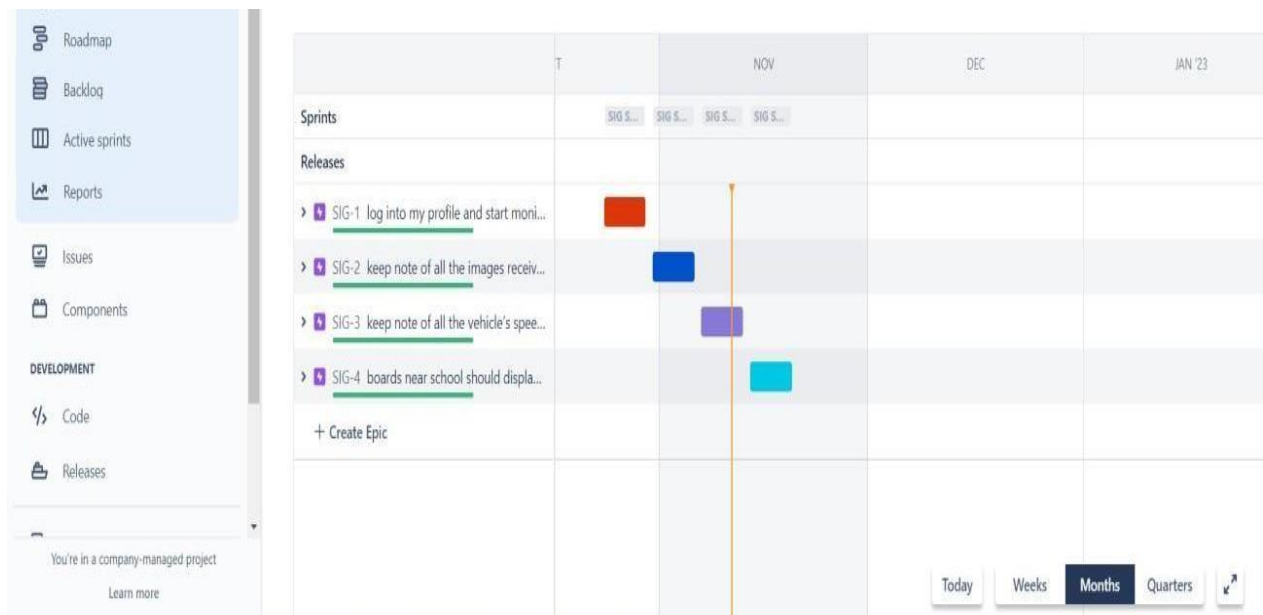 Roadmap
Backlog
Active sprints
Reports
Issues
Components
DEVELOPMENT
Code
Releases
You're in a company-managed project
Learn more
T NOV DEC JAN '23
Sprints SIG S... SIG S... SIG S... SIG S...
Releases
SIG-1 log into my profile and start moni...
SIG-2 keep note of all the images receiv...
SIG-3 keep note of all the vehicle's spee...
SIG-4 boards near school should displa...
+ Create Epic
Today Weeks Months Quarters